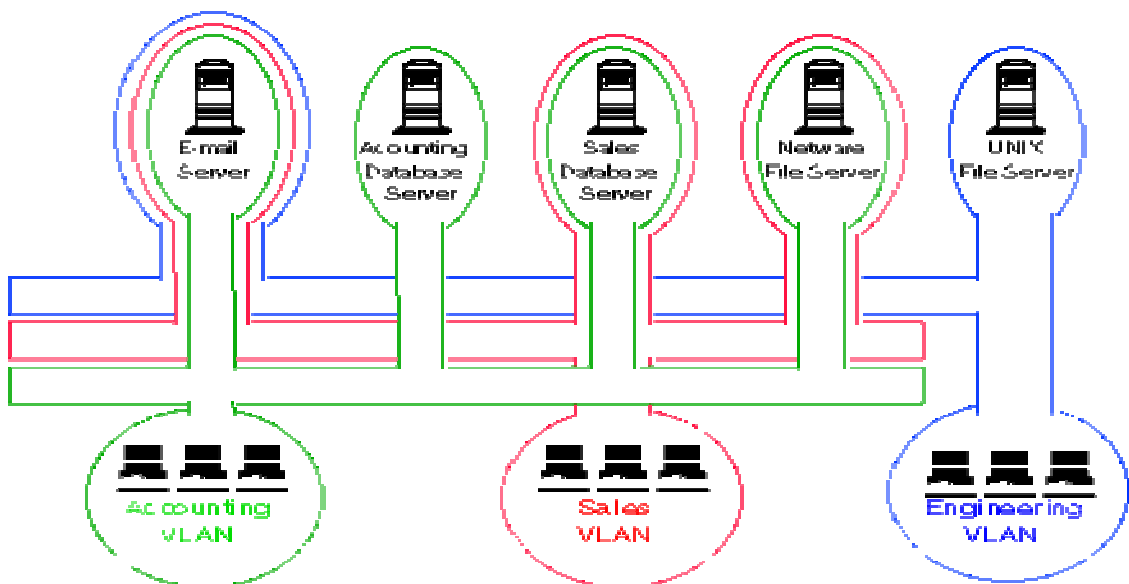 E-mail
Server
Accounting
Database
Server
Sales
Database
Server
Netware
File Server
UNIX
File Server
Accounting
VLAN
Sales
VLAN
Engineering
VLAN